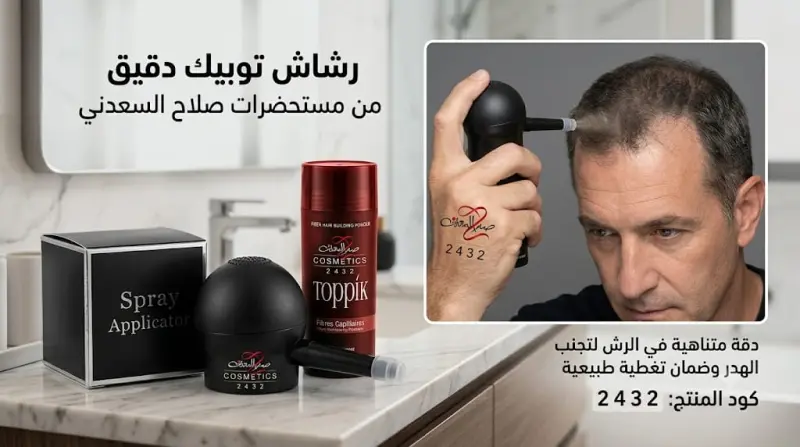 رشاش توبيك دقيق
من مستحضرات صلاح السعدني
FIBER HAIR BUILDING POWDER
COSMETICS
2432
TOPPIK
Fibres Capillaires
Spray
Applicator
COSMETICS
2432
2432
دقة متناهية في الرش لتجنب
الهدر وضمان تغطية طبيعية
كود المنتج: 2432